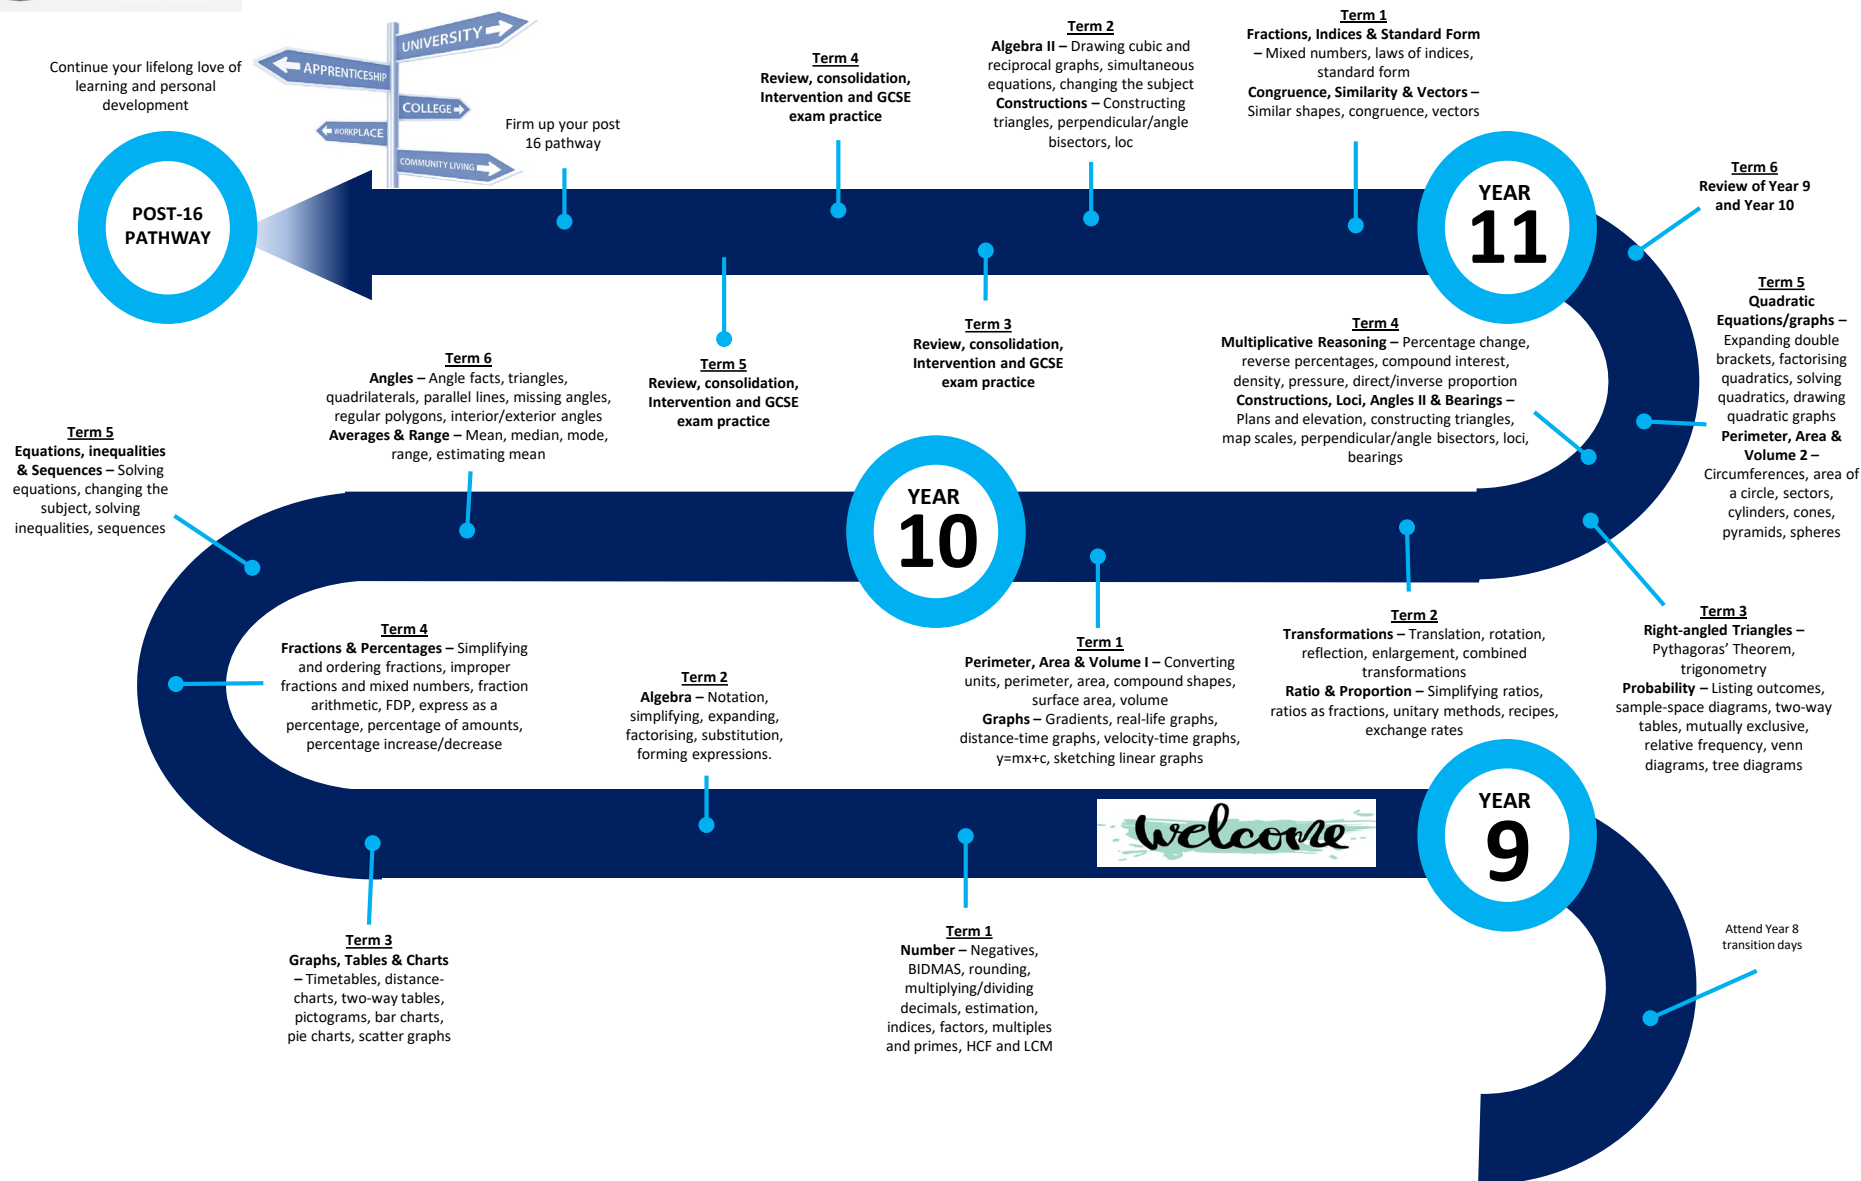 Continue your lifelong love of
learning and personal
development
POST-16
PATHWAY
UNIVERSITY
APPRENTICESHIP
COLLEGE
WORKPLACE
COMMUNITY LIVING
Firm up your post
16 pathway
Term 4
Review, consolidation,
Intervention and GCSE
exam practice
Term 2
Algebra II – Drawing cubic and
reciprocal graphs, simultaneous
equations, changing the subject
Constructions – Constructing
triangles, perpendicular/angle
bisectors, loc
Term 1
Fractions, Indices & Standard Form
– Mixed numbers, laws of indices,
standard form
Congruence, Similarity & Vectors –
Similar shapes, congruence, vectors
YEAR
11
Term 6
Review of Year 9
and Year 10
Term 5
Quadratic
Equations/graphs –
Expanding double
brackets, factorising
quadratics, solving
quadratics, drawing
quadratic graphs
Perimeter, Area &
Volume 2 –
Circumferences, area of
a circle, sectors,
cylinders, cones,
pyramids, spheres
Term 5
Review, consolidation,
Intervention and GCSE
exam practice
Term 3
Review, consolidation,
Intervention and GCSE
exam practice
Term 4
Multiplicative Reasoning – Percentage change,
reverse percentages, compound interest,
density, pressure, direct/inverse proportion
Constructions, Loci, Angles II & Bearings –
Plans and elevation, constructing triangles,
map scales, perpendicular/angle bisectors, loci,
bearings
Term 6
Angles – Angle facts, triangles,
quadrilaterals, parallel lines, missing angles,
regular polygons, interior/exterior angles
Averages & Range – Mean, median, mode,
range, estimating mean
Term 5
Equations, inequalities
& Sequences – Solving
equations, changing the
subject, solving
inequalities, sequences
YEAR
10
Term 4
Fractions & Percentages – Simplifying
and ordering fractions, improper
fractions and mixed numbers, fraction
arithmetic, FDP, express as a
percentage, percentage of amounts,
percentage increase/decrease
Term 2
Algebra – Notation,
simplifying, expanding,
factorising, substitution,
forming expressions.
Term 1
Perimeter, Area & Volume I – Converting
units, perimeter, area, compound shapes,
surface area, volume
Graphs – Gradients, real-life graphs,
distance-time graphs, velocity-time graphs,
y=mx+c, sketching linear graphs
Term 2
Transformations – Translation, rotation,
reflection, enlargement, combined
transformations
Ratio & Proportion – Simplifying ratios,
ratios as fractions, unitary methods, recipes,
exchange rates
Term 3
Right-angled Triangles –
Pythagoras' Theorem,
trigonometry
Probability – Listing outcomes,
sample-space diagrams, two-way
tables, mutually exclusive,
relative frequency, venn
diagrams, tree diagrams
welcome
YEAR
9
Term 3
Graphs, Tables & Charts
– Timetables, distance-
charts, two-way tables,
pictograms, bar charts,
pie charts, scatter graphs
Term 1
Number – Negatives,
BIDMAS, rounding,
multiplying/dividing
decimals, estimation,
indices, factors, multiples
and primes, HCF and LCM
Attend Year 8
transition days